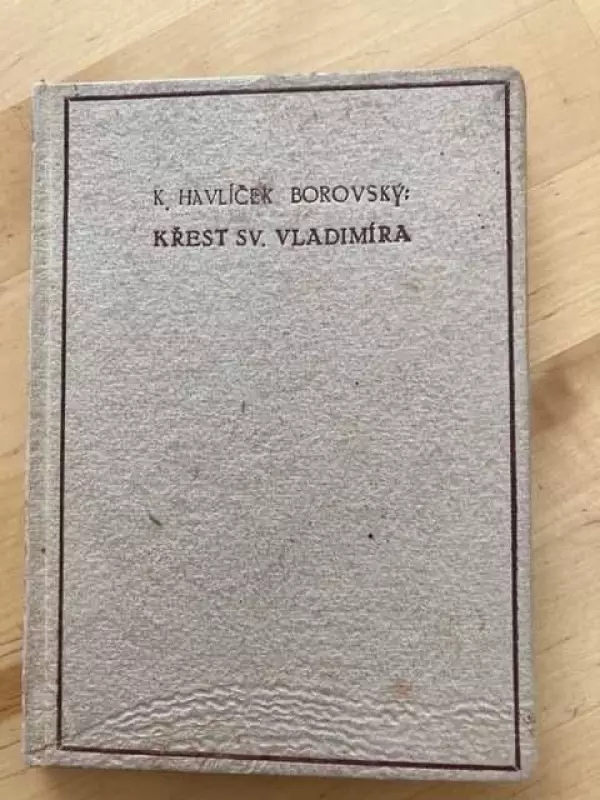 K. HAVLÍČEK BOROVSKÝ:
KŘEST SV. VLADIMÍRA